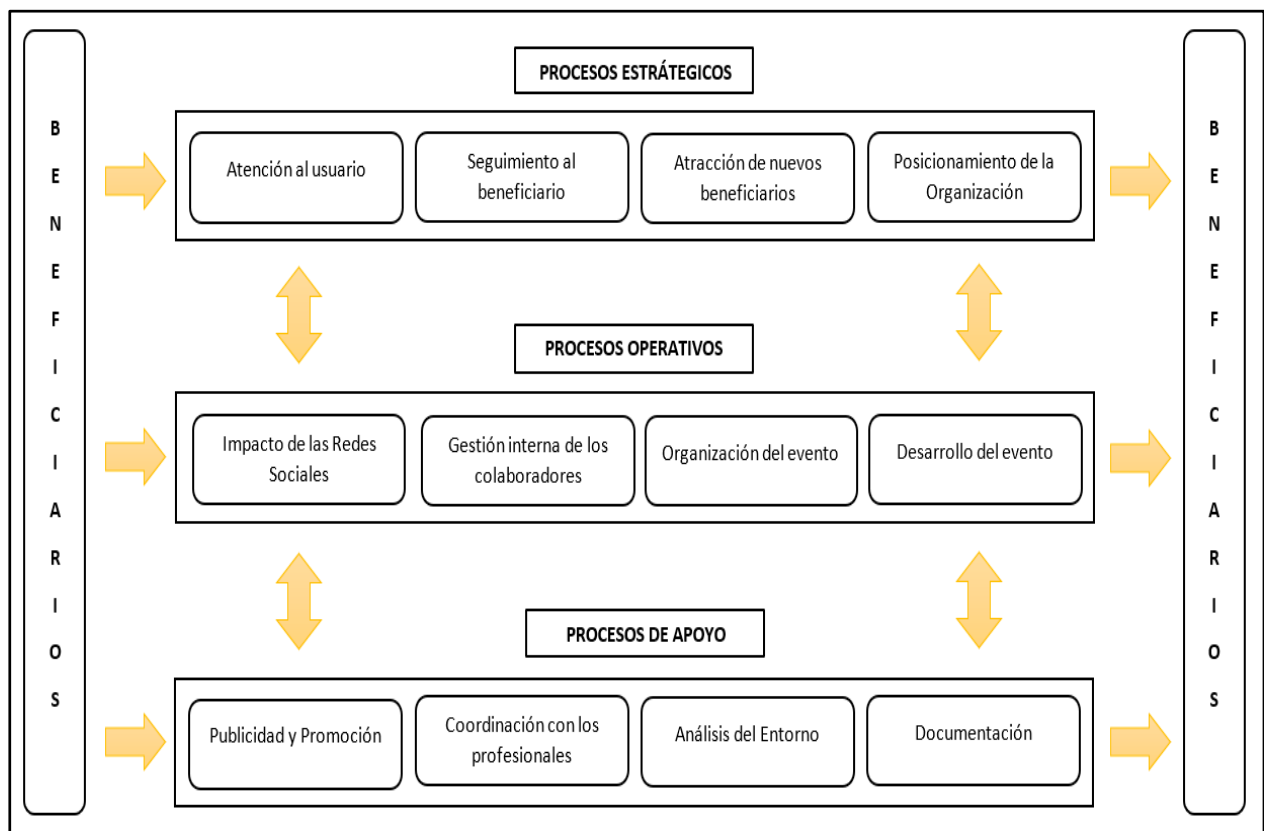 BENEFICIARIOS
PROCESOS ESTRÁTEGICOS
Atención al usuario
Seguimiento al
beneficiario
Atracción de nuevos
beneficiarios
Posicionamiento de la
Organización
PROCESOS OPERATIVOS
Impacto de las Redes
Sociales
Gestión interna de los
colaboradores
Organización del evento
Desarrollo del evento
PROCESOS DE APOYO
Publicidad y Promoción
Coordinación con los
profesionales
Análisis del Entorno
Documentación
BENEFICIARIOS